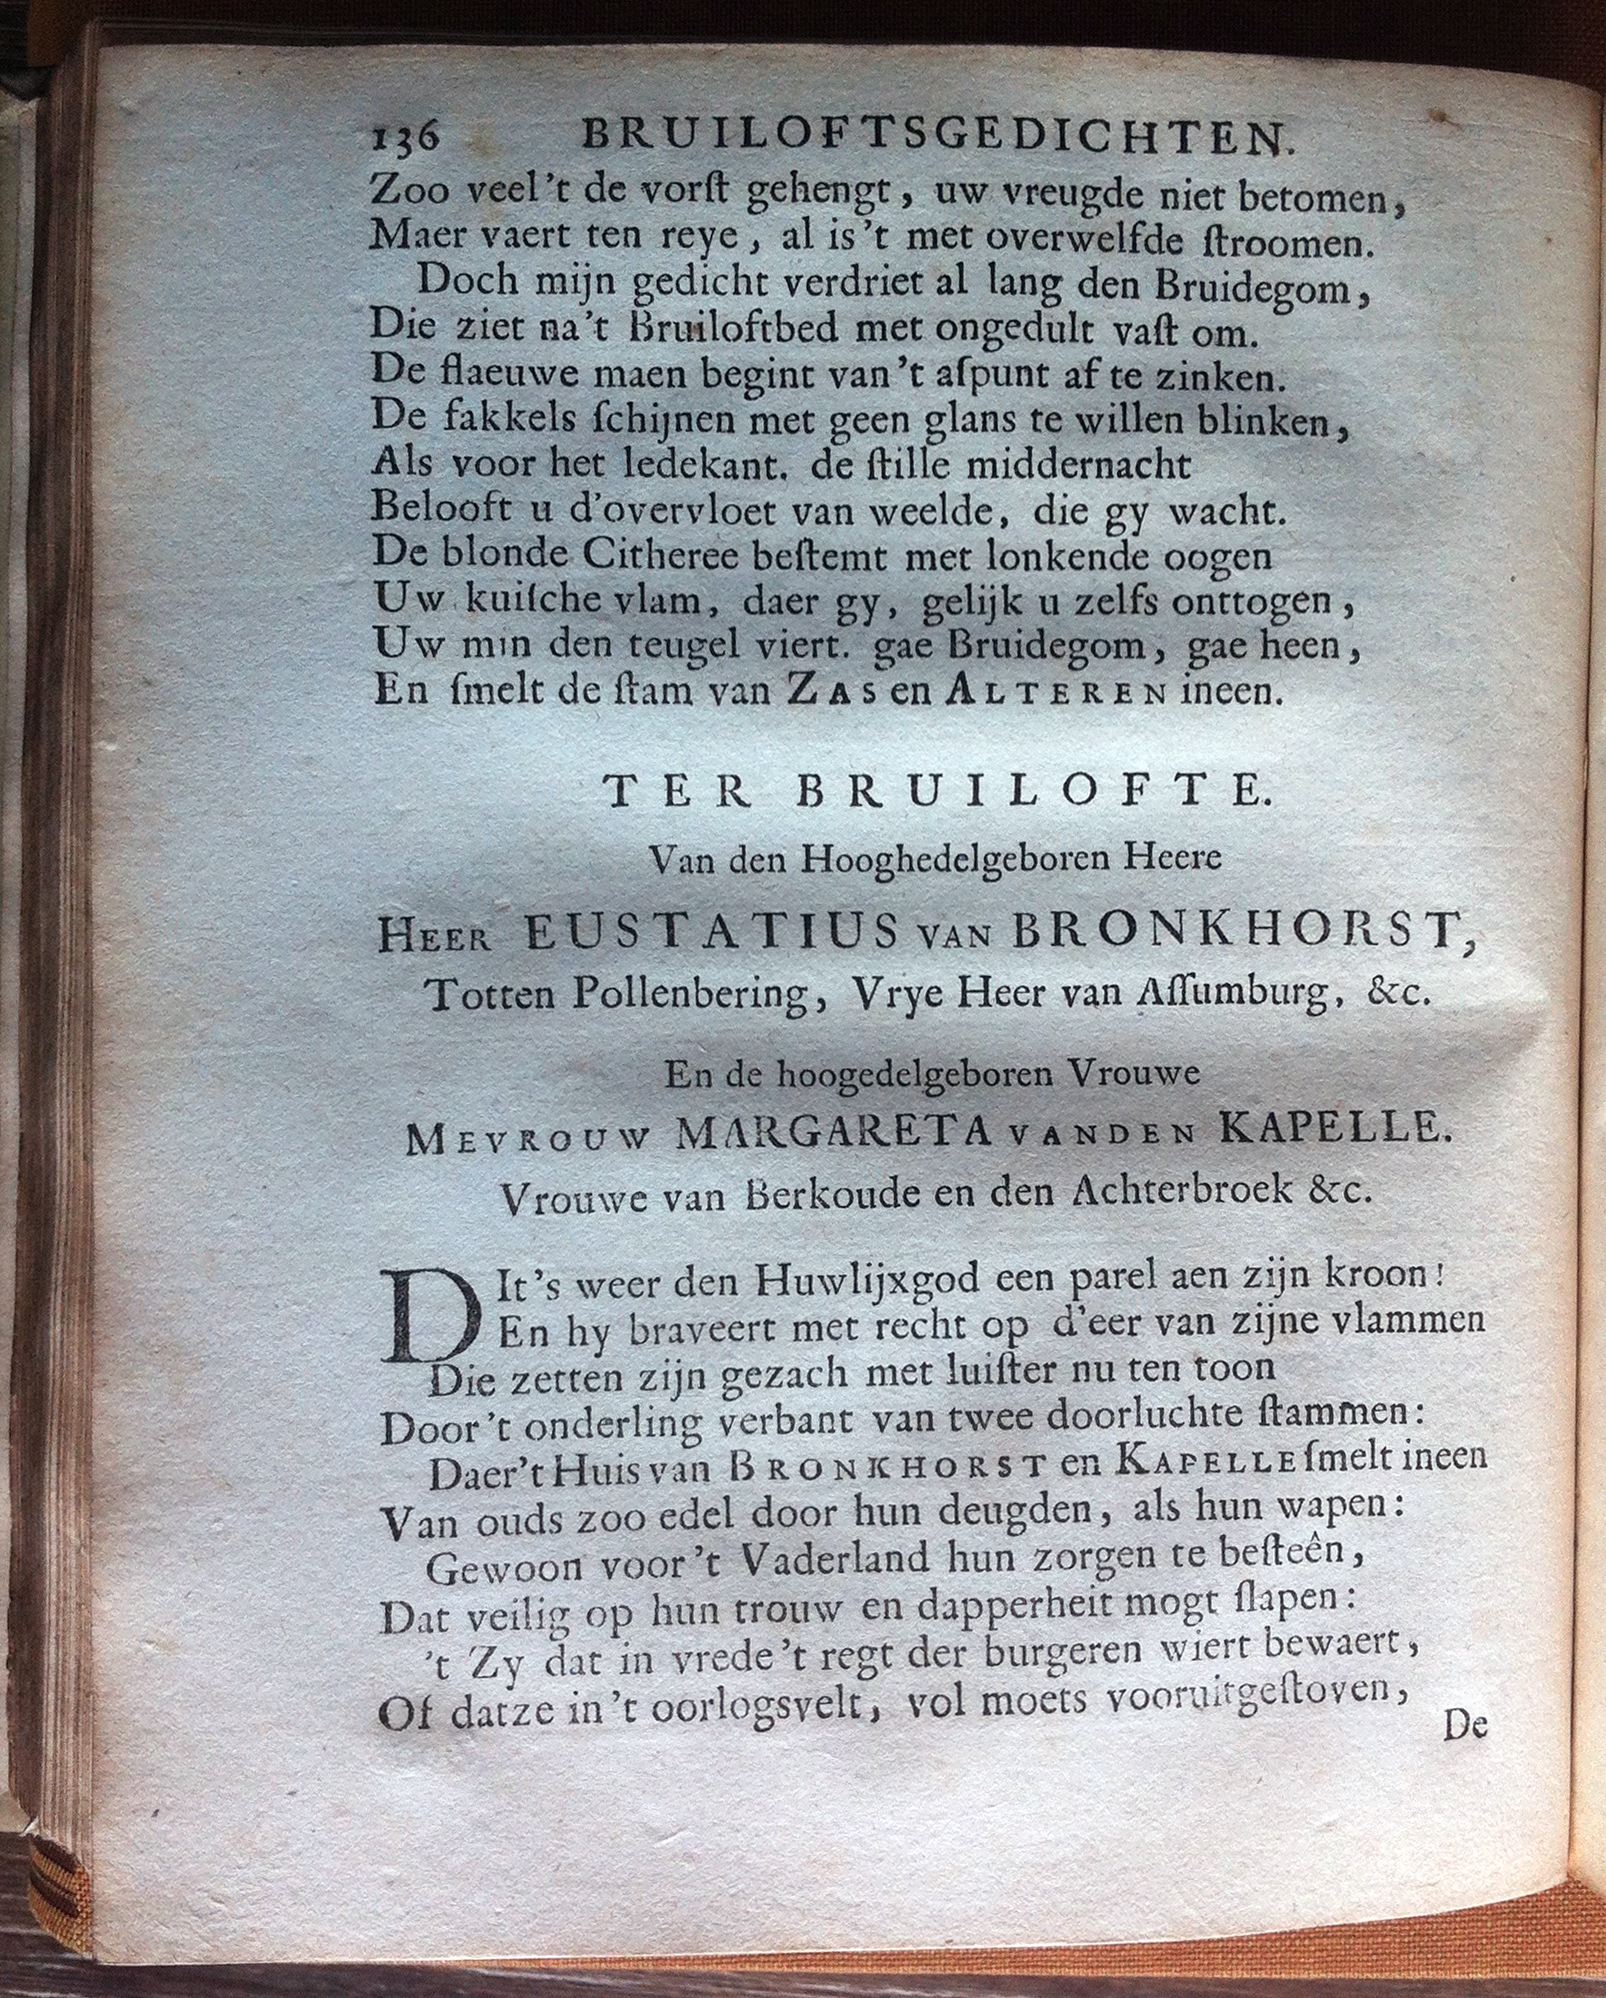 136 BRUILOFTSGEDICHTEN.
Zoo veel't de vorſt gehengt, uw vreugde niet betomen,
Maer vaert ten reye, al is't met overwelfde ſtroomen.
Doch mijn gedicht verdriet al lang den Bruidegom,
Die ziet na't Bruiloftbed met ongedult vaſt om.
De flaeuwe maen begint van't aſpunt af te zinken.
De fakkels ſchijnen met geen glans te willen blinken,
Als voor het ledekant. de ſtille middernacht
Belooft u d'overvloet van weelde, die gy wacht.
De blonde Citheree beſtemt met lonkende oogen
Uw kuiſche vlam, daer gy, gelijk u zelfs onttogen,
Uw min den teugel viert. gae Bruidegom, gae heen,
En ſmelt de ſtam van ZAS en ALTEREN ineen.
TER BRUILOFTE.
Van den Hooghedelgeboren Heere
HEER EUSTATIUS VAN BRONKHORST,
Totten Pollenbering, Vrye Heer van Aſſumburg, &c.
En de hoogedelgeboren Vrouwe
MEVROUW MARGARETA VANDEN KAPELLE.
Vrouwe van Berkoude en den Achterbroek &c.
DIt's weer den Huwlijxgod een parel aen zijn kroon!
En hy braveert met recht op d'eer van zijne vlammen
Die zetten zijn gezach met luiſter nu ten toon
Door't onderling verbant van twee doorluchte ſtammen:
Daer't Huis van BRONKHORST en KAPELLE ſmelt ineen
Van ouds zoo edel door hun deugden, als hun wapen:
Gewoon voor't Vaderland hun zorgen te beſteên,
Dat veilig op hun trouw en dapperheit mogt ſlapen:
't Zy dat in vrede't regt der burgeren wiert bewaert,
Of datze in't oorlogsvelt, vol moets vooruitgeſtoven,
De